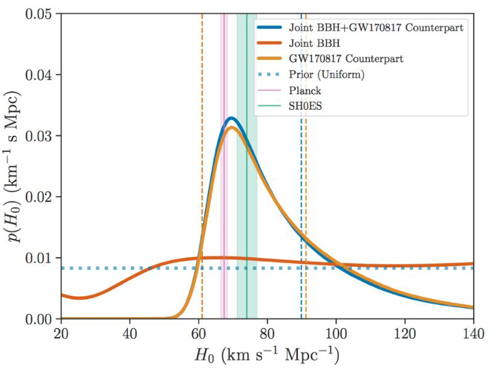 0.05
0.04
0.03
0.02
0.01
0.00
p(H₀) (km⁻¹ s Mpc)
Joint BBH+GW170817 Counterpart
Joint BBH
GW170817 Counterpart
Prior (Uniform)
Planck
SH0ES
20 40 60 80 100 120 140
H₀ (km s⁻¹ Mpc⁻¹)